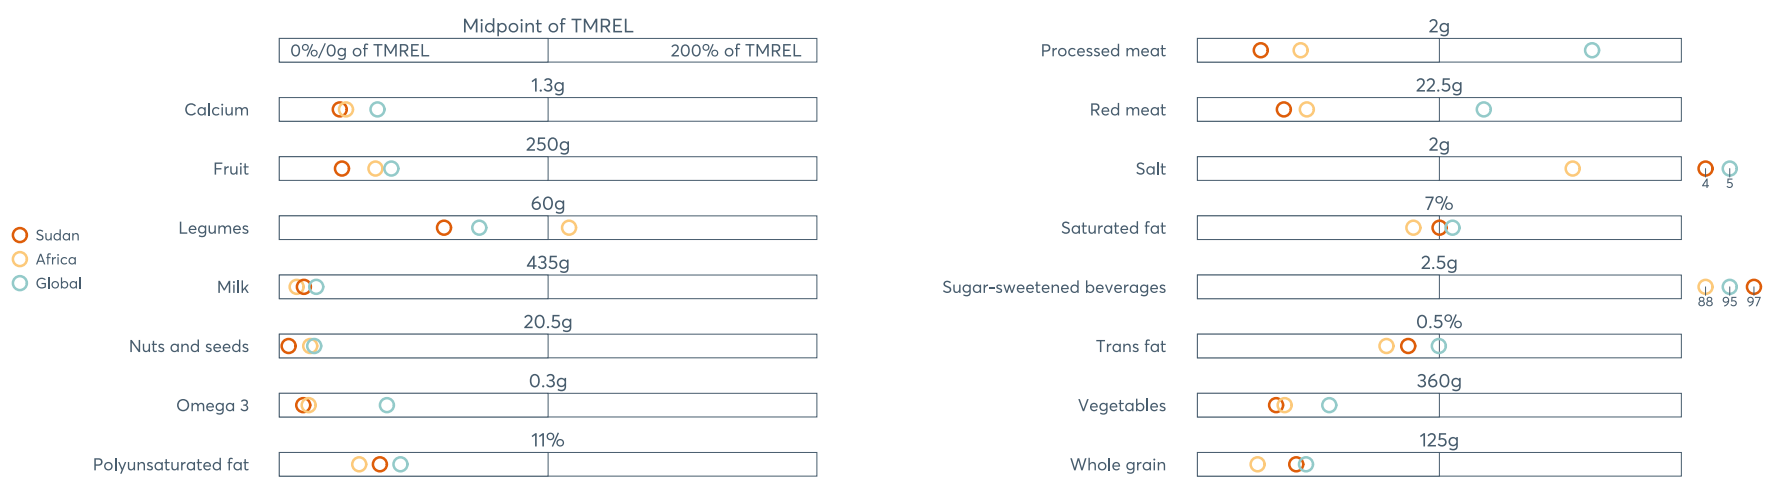 Midpoint of TMREL
0%/0g of TMREL 200% of TMREL
1.3g
Calcium
250g
Fruit
60g
Legumes
435g
Milk
20.5g
Nuts and seeds
0.3g
Omega 3
11%
Polyunsaturated fat
Sudan
Africa
Global
2g
Processed meat
22.5g
Red meat
2g
Salt
4 5
7%
Saturated fat
2.5g
Sugar-sweetened beverages
88 95 97
0.5%
Trans fat
360g
Vegetables
125g
Whole grain